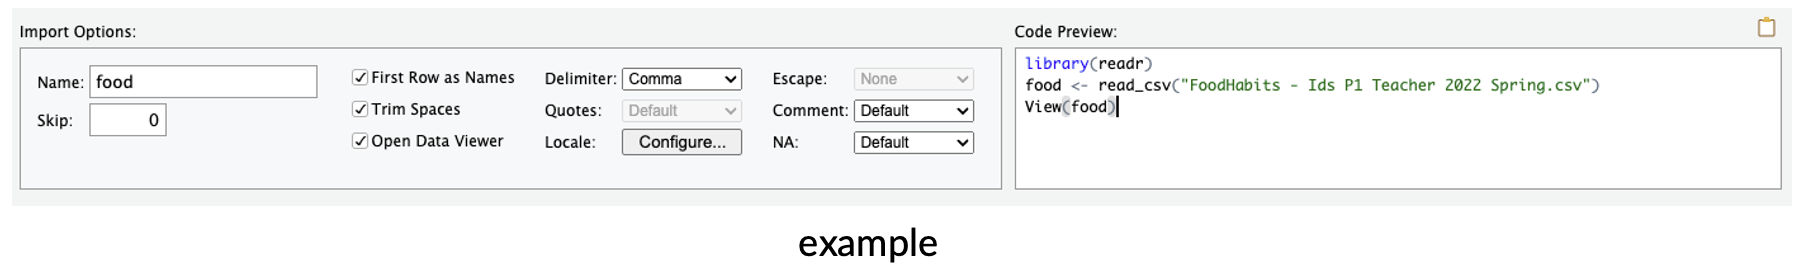 Import Options:
Name: food
Skip: 0
First Row as Names
Trim Spaces
Open Data Viewer
Delimiter: Comma
Quotes: Default
Locale: Configure...
Escape: None
Comment: Default
NA: Default
Code Preview:
library(readr)
food <- read_csv("FoodHabits - Ids P1 Teacher 2022 Spring.csv")
View(food)
example